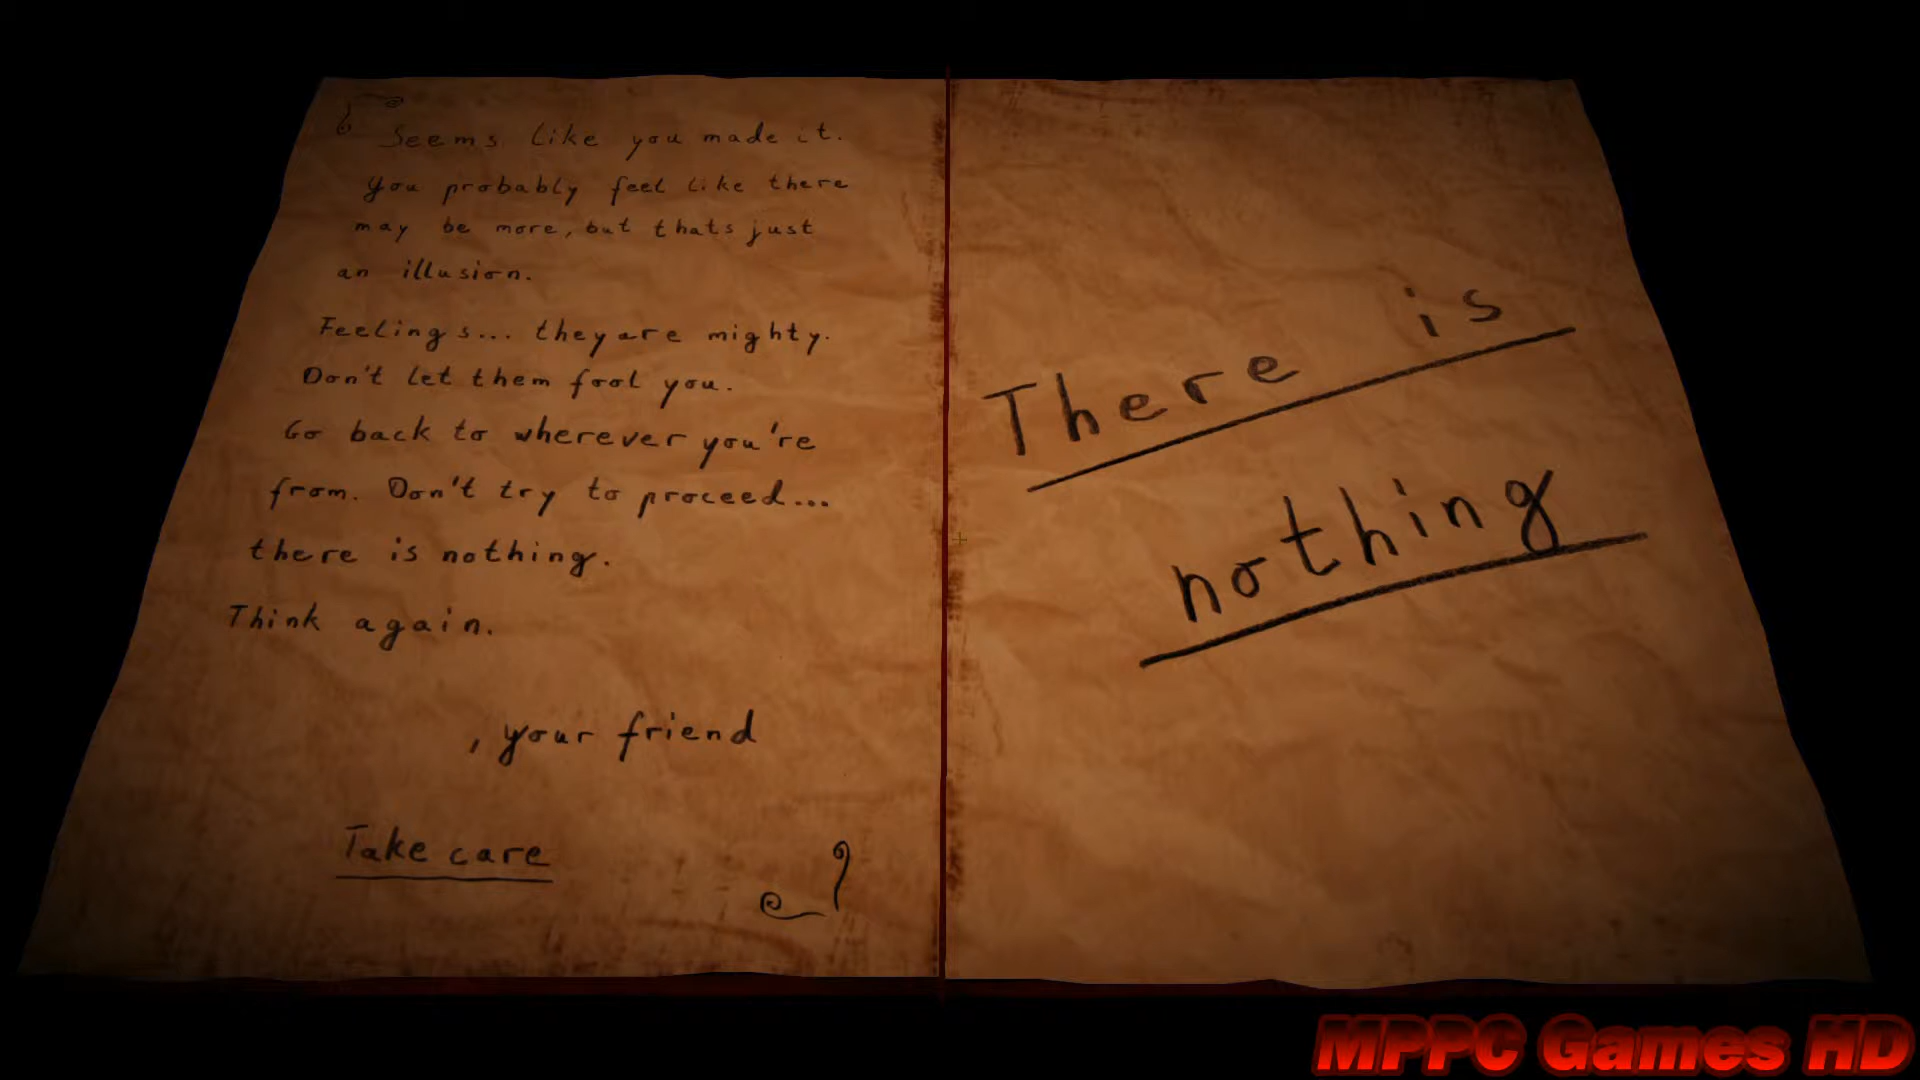 Seems like you made it.
You probably feel like there
may be more, but thats just
an illusion.
Feelings... they are mighty.
Don't let them fool you.
Go back to wherever you're
from. Don't try to proceed...
there is nothing.
Think again.
, your friend
Take care
There is
nothing
MPPC Games HD